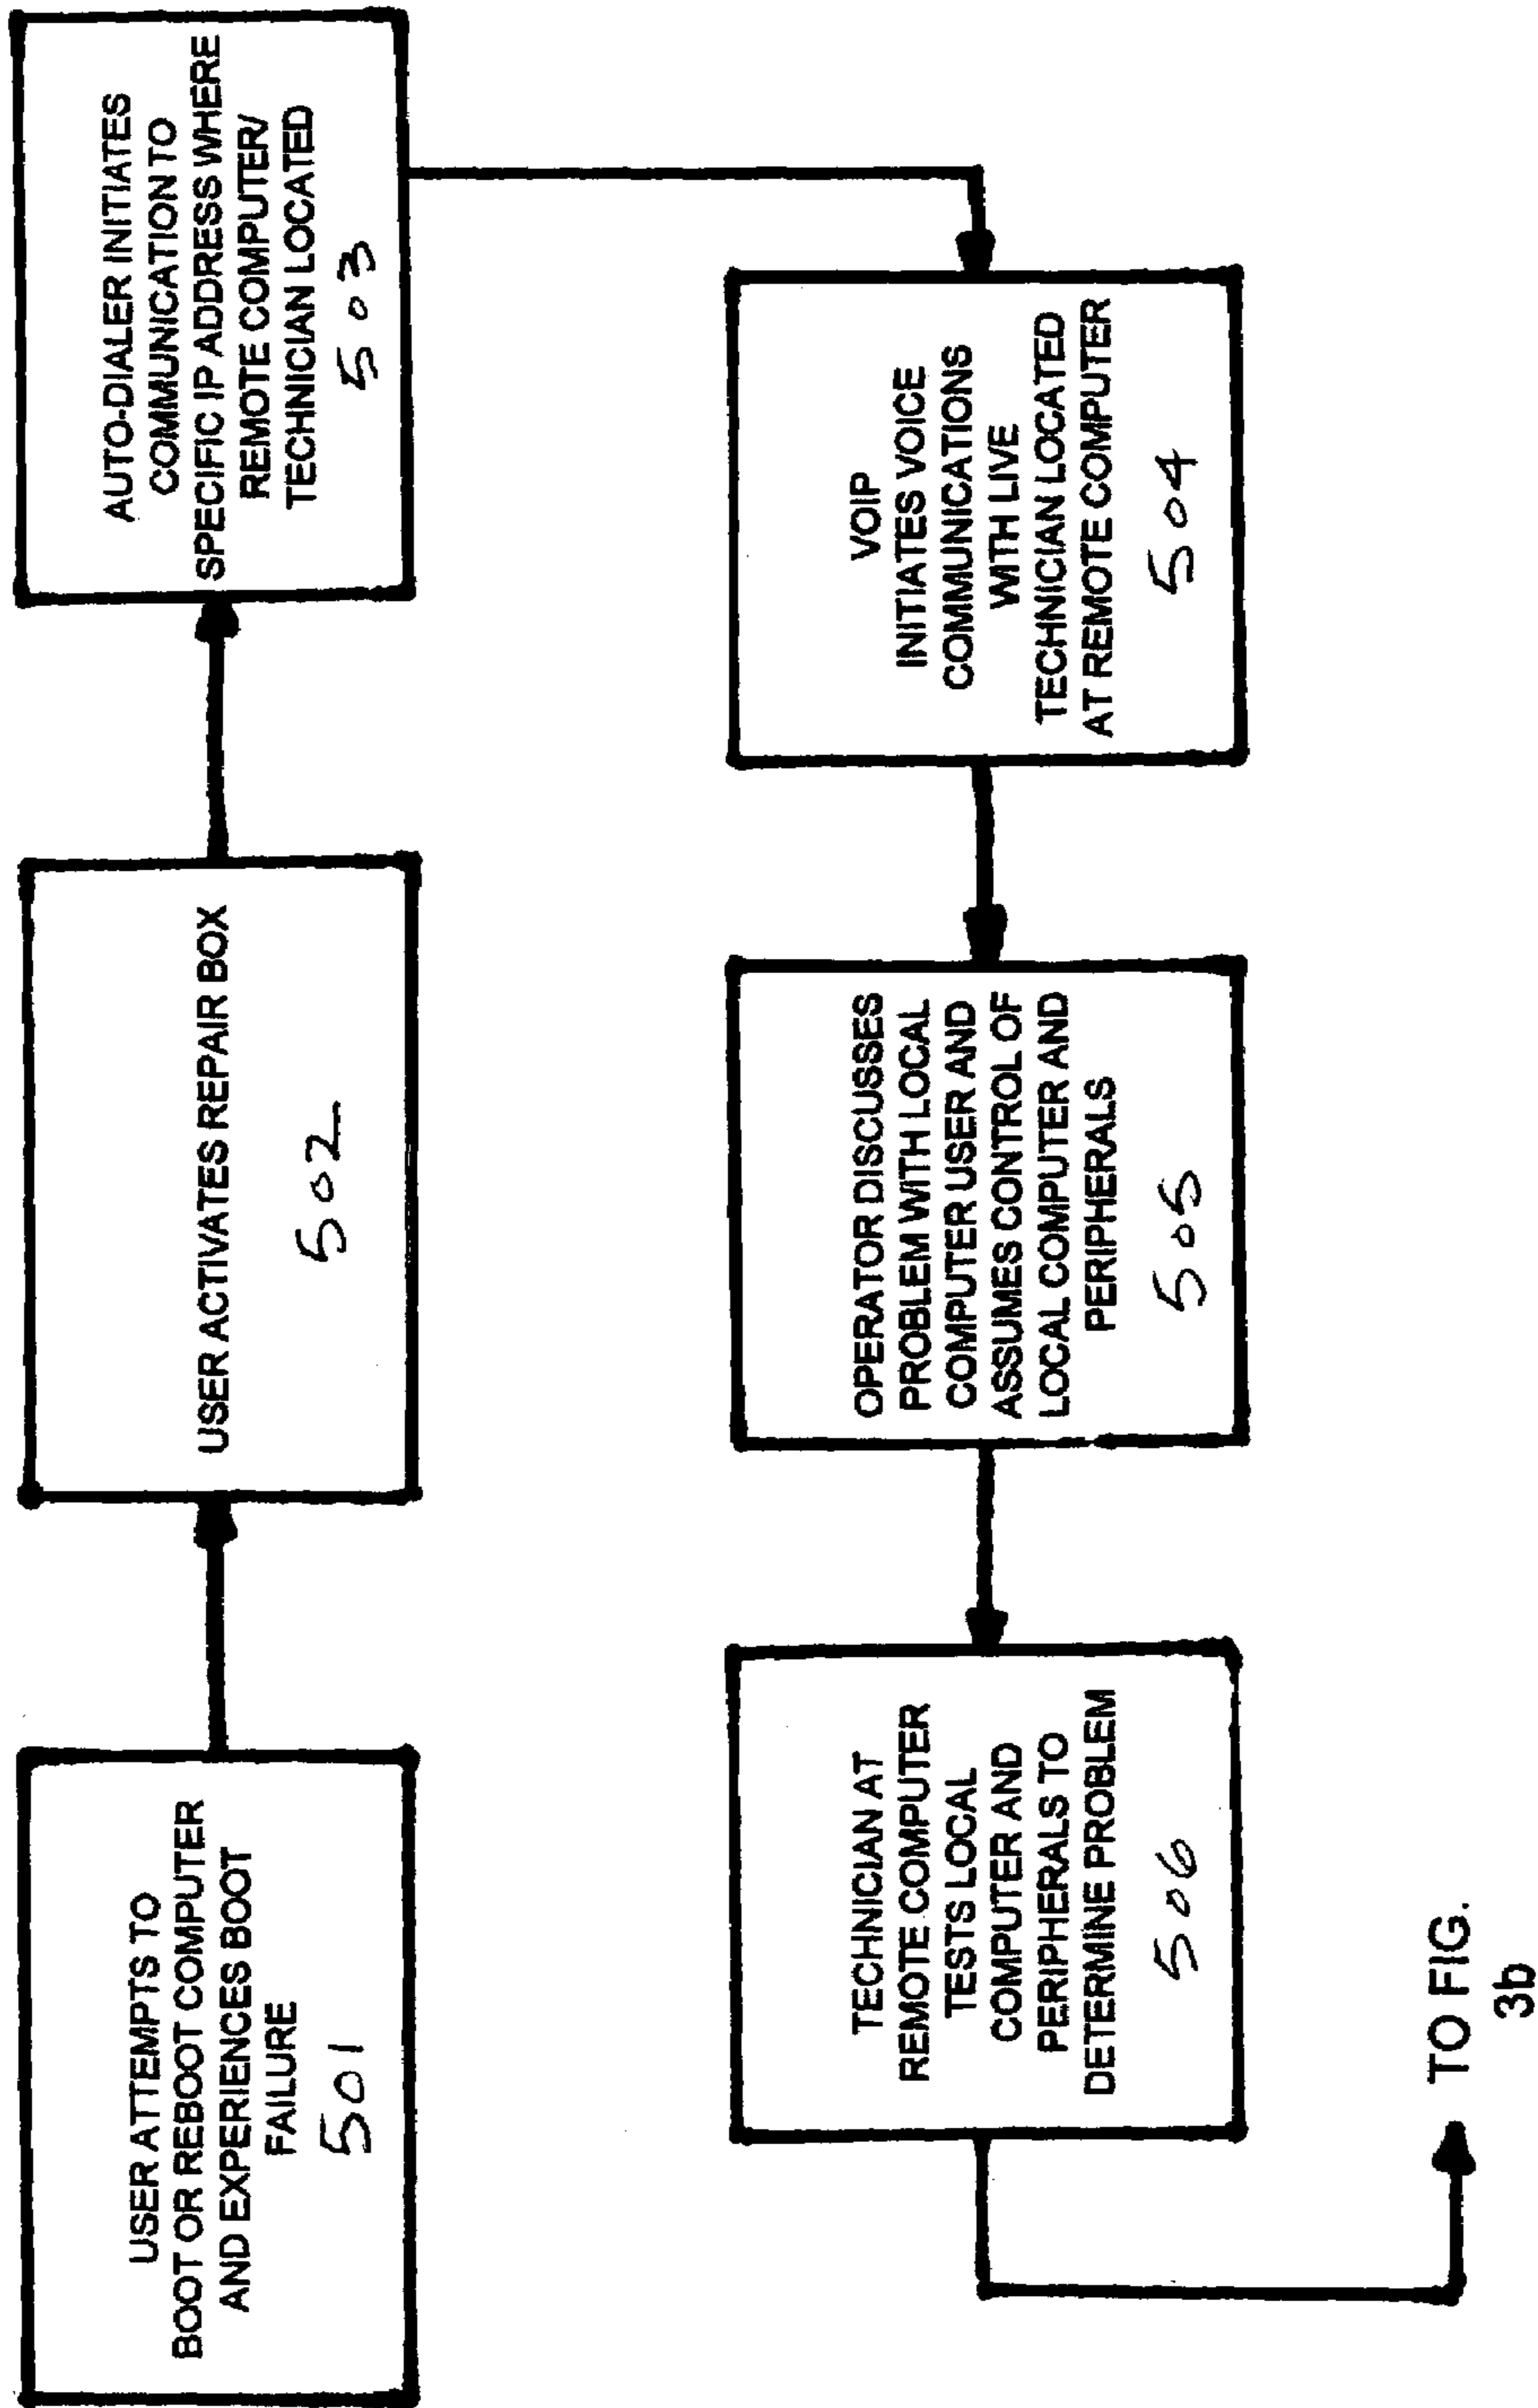 USER ATTEMPTS TO
BOOT OR REBOOT COMPUTER
AND EXPERIENCES BOOT
FAILURE
501
USER ACTIVATES REPAIR BOX
502
AUTO-DIALER INITIATES
COMMUNICATION TO
SPECIFIC IP ADDRESS WHERE
REMOTE COMPUTER/
TECHNICIAN LOCATED
503
VOIP
INITIATES VOICE
COMMUNICATIONS
WITH LIVE
TECHNICIAN LOCATED
AT REMOTE COMPUTER
504
OPERATOR DISCUSSES
PROBLEM WITH LOCAL
COMPUTER USER AND
ASSUMES CONTROL OF
LOCAL COMPUTER AND
PERIPHERALS
505
TECHNICIAN AT
REMOTE COMPUTER
TESTS LOCAL
COMPUTER AND
PERIPHERALS TO
DETERMINE PROBLEM
506
TO FIG.
3b